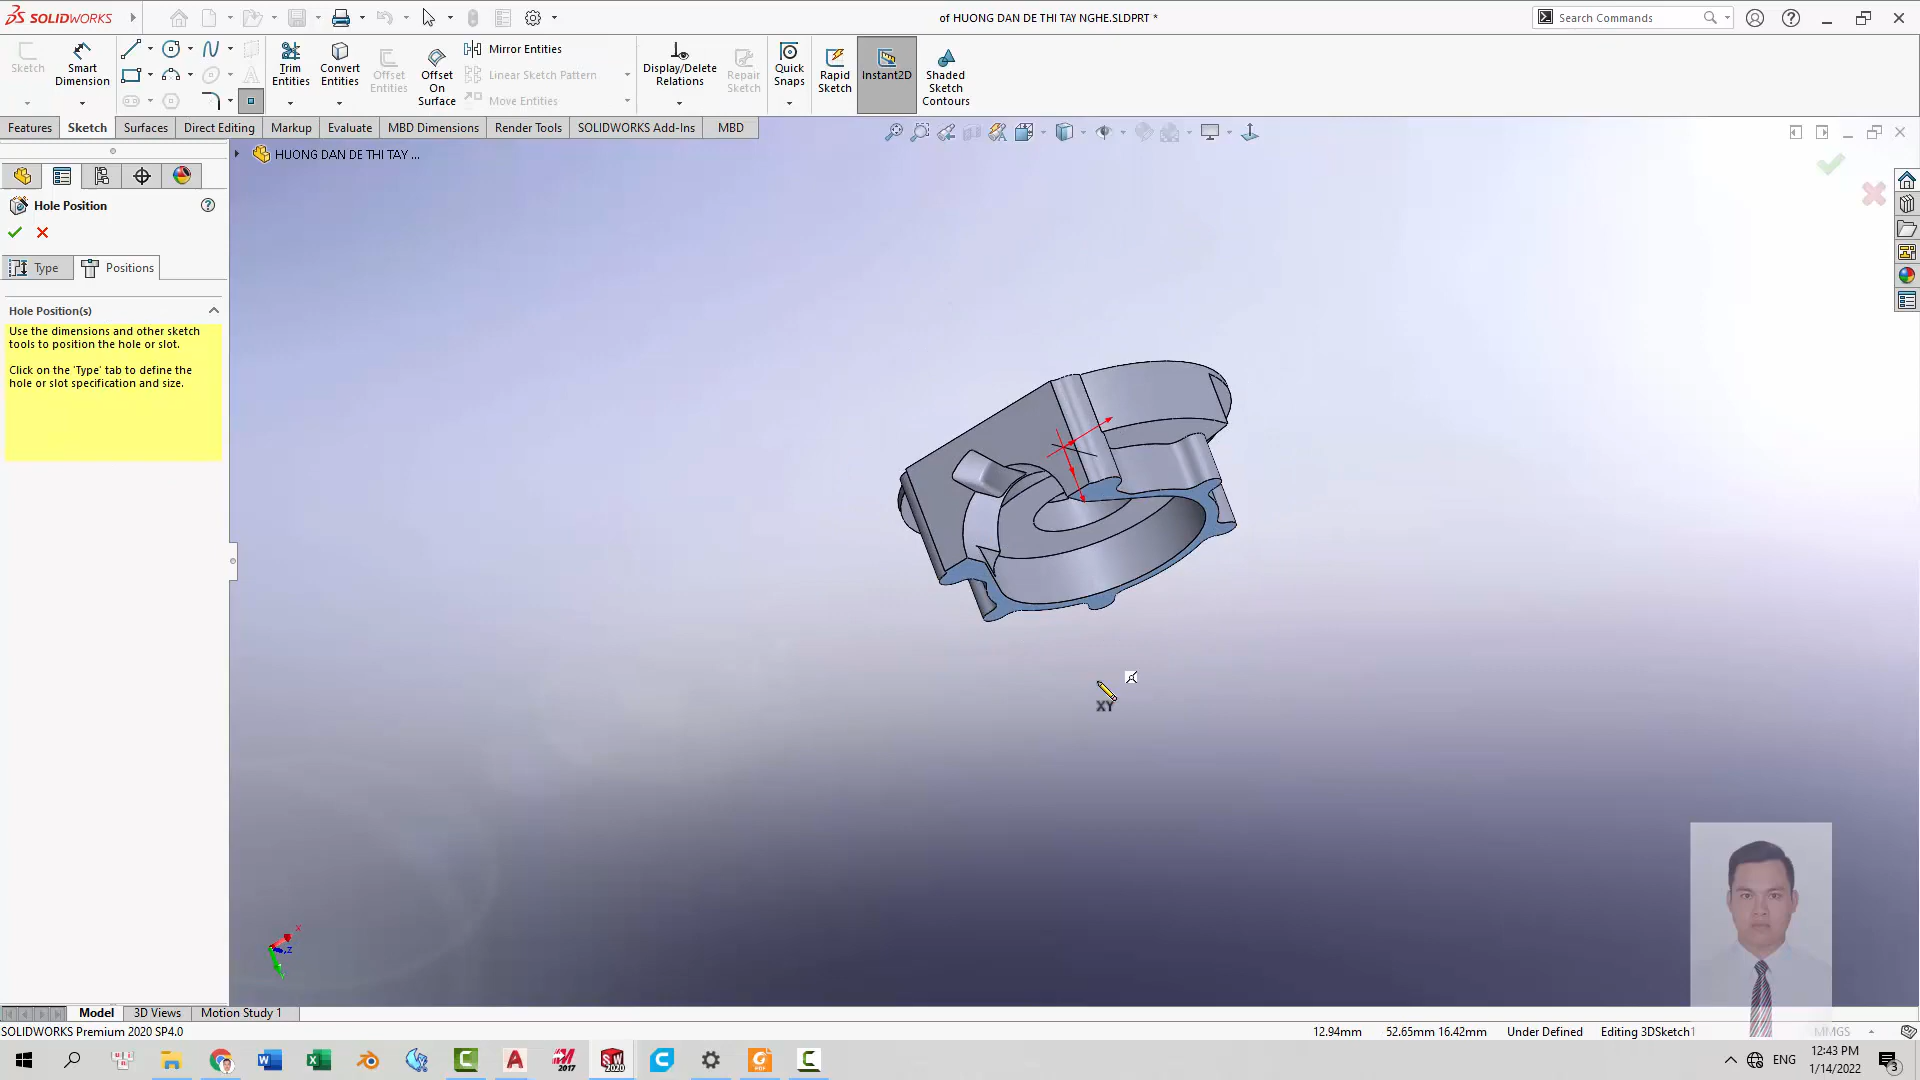 SOLIDWORKS
of HUONG DAN DE THI TAY NGHE.SLDPRT *
Search Commands
Sketch
Smart Dimension
Trim Entities
Convert Entities
Offset Entities
Offset On Surface
Mirror Entities
Linear Sketch Pattern
Move Entities
Display/Delete Relations
Repair Sketch
Quick Snaps
Rapid Sketch
Instant2D
Shaded Sketch Contours
Features
Sketch
Surfaces
Direct Editing
Markup
Evaluate
MBD Dimensions
Render Tools
SOLIDWORKS Add-Ins
MBD
HUONG DAN DE THI TAY ...
Hole Position
Type
Positions
Hole Position(s)
Use the dimensions and other sketch
tools to position the hole or slot.
Click on the 'Type' tab to define the
hole or slot specification and size.
XY
X
Z
Model
3D Views
Motion Study 1
SOLIDWORKS Premium 2020 SP4.0
12.94mm
52.65mm 16.42mm
Under Defined
Editing 3DSketch1
MMGS
ENG
12:43 PM
1/14/2022
3